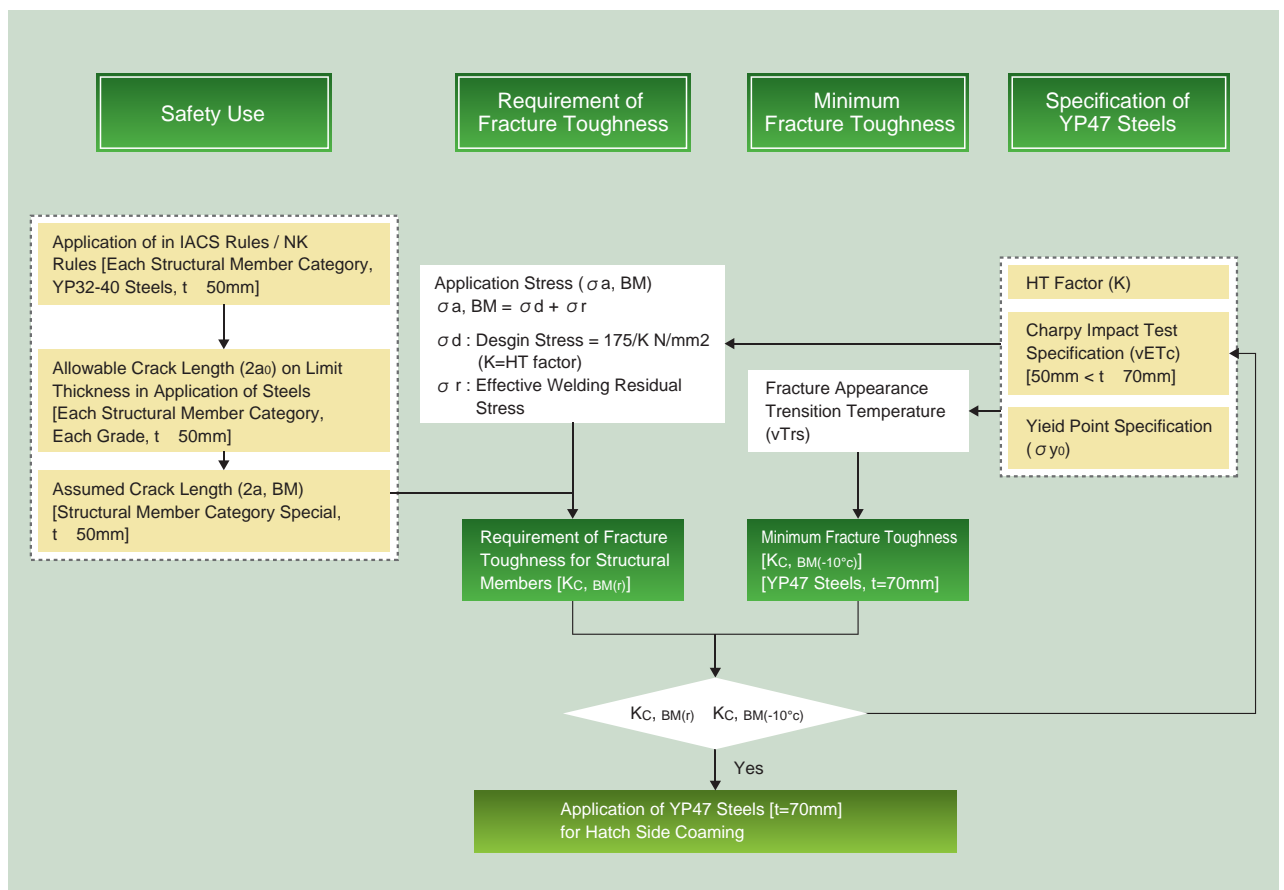 Safety Use
Requirement of
Fracture Toughness
Minimum
Fracture Toughness
Specification of
YP47 Steels
Application of in IACS Rules / NK
Rules [Each Structural Member Category,
YP32-40 Steels, t 50mm]
Allowable Crack Length (2a0) on Limit
Thickness in Application of Steels
[Each Structural Member Category,
Each Grade, t 50mm]
Assumed Crack Length (2a, BM)
[Structural Member Category Special,
t 50mm]
Application Stress (σa, BM)
σa, BM = σd + σr
σd : Desgin Stress = 175/K N/mm2
(K=HT factor)
σr : Effective Welding Residual
Stress
Fracture Appearance
Trensition Temperature
(vTrs)
HT Factor (K)
Charpy Impact Test
Specification (vETc)
[50mm < t 70mm]
Yieid Point Specification
(σy0)
Requirement of Fracture
Toughness for Structural
Members [KC, BM(r)]
Minimum Fracture Toughness
[KC, BM(-10°c)]
[YP47 Steels, t=70mm]
KC, BM(r) KC, BM(-10°c)
Yes
Application of YP47 Steels [t=70mm]
for Hatch Side Coaming